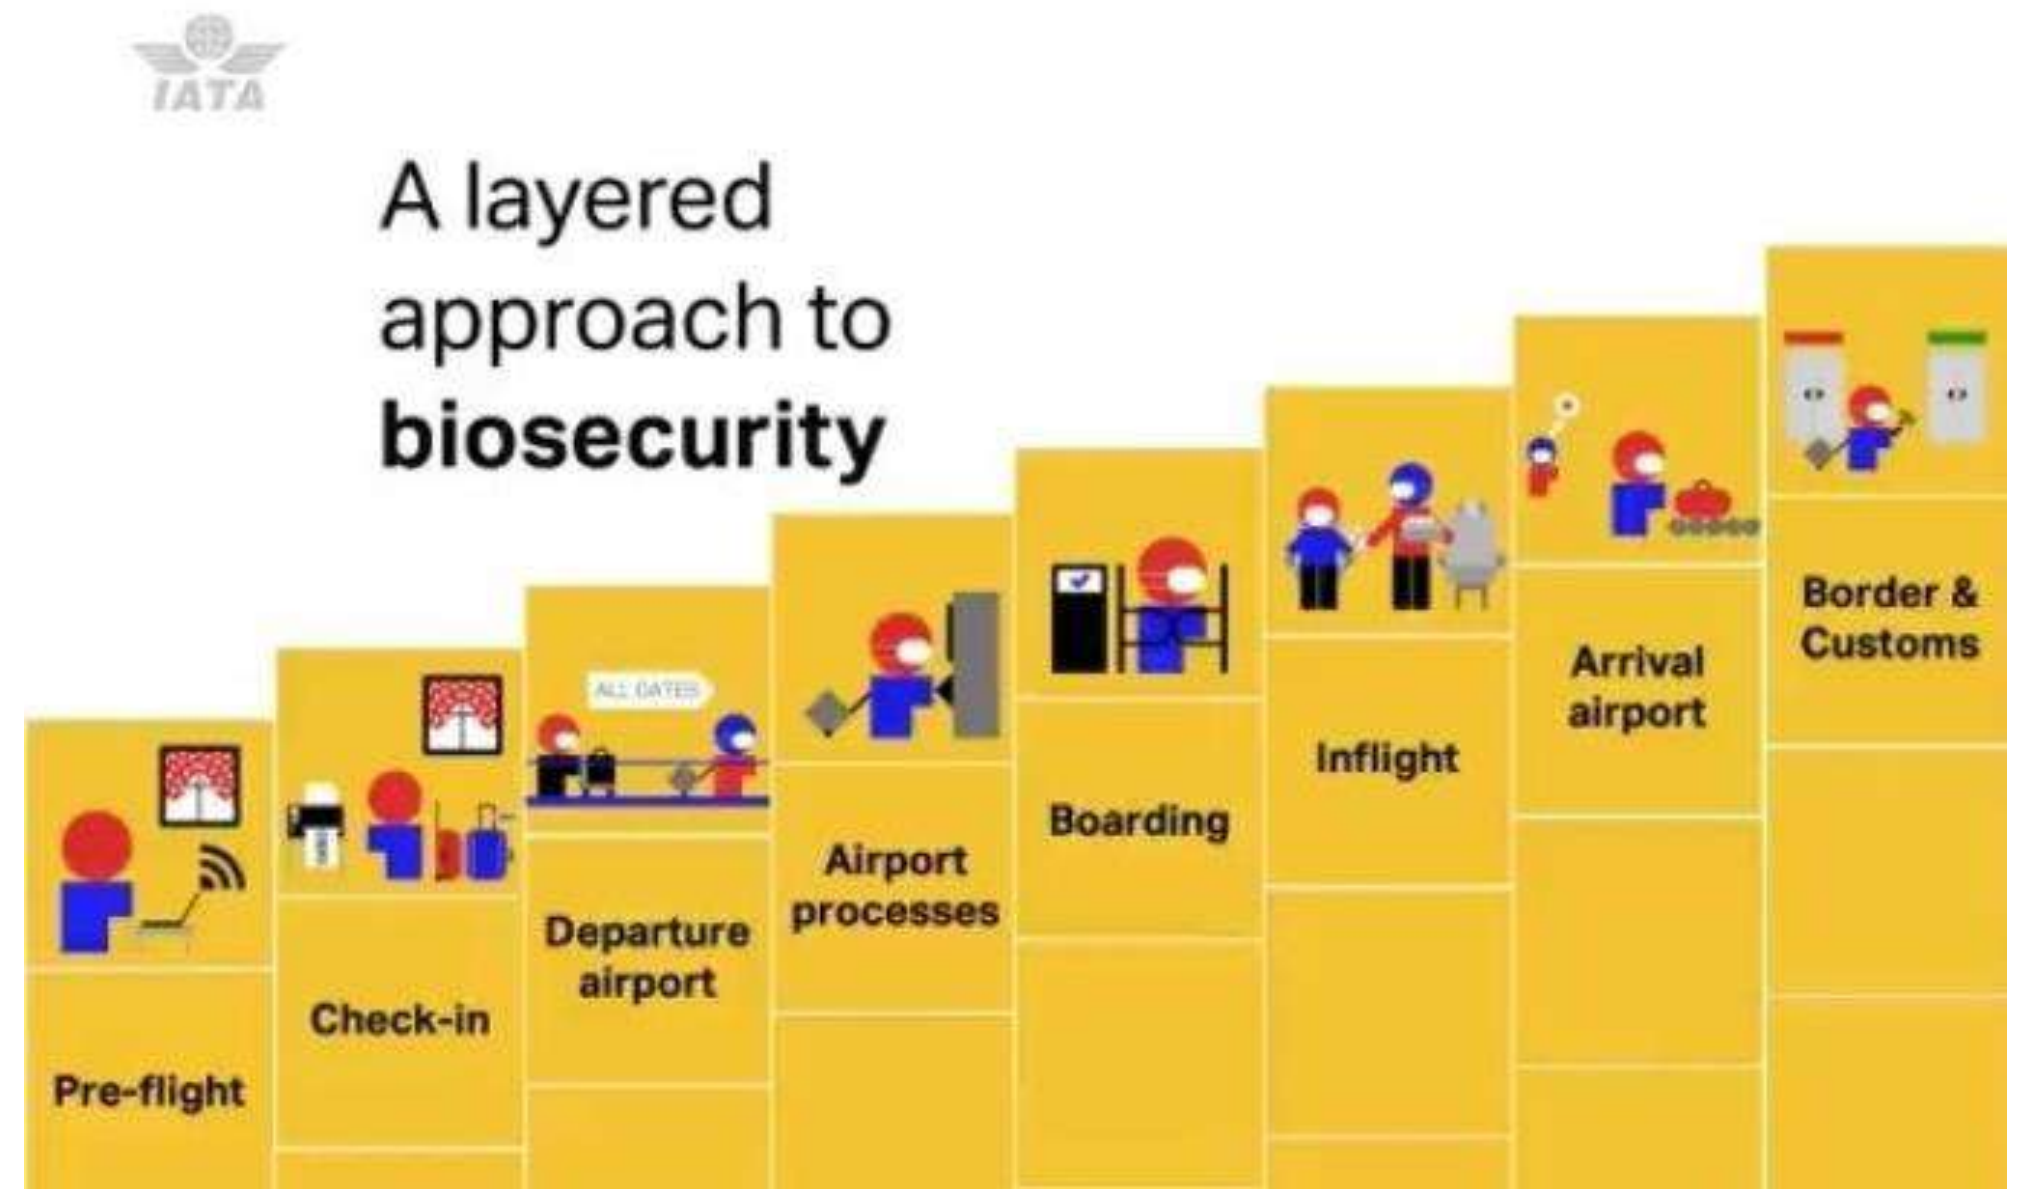 IATA
A layered
approach to
biosecurity
ALL GATES
Pre-flight
Check-in
Departure
airport
Airport
processes
Boarding
Inflight
Arrival
airport
Border &
Customs